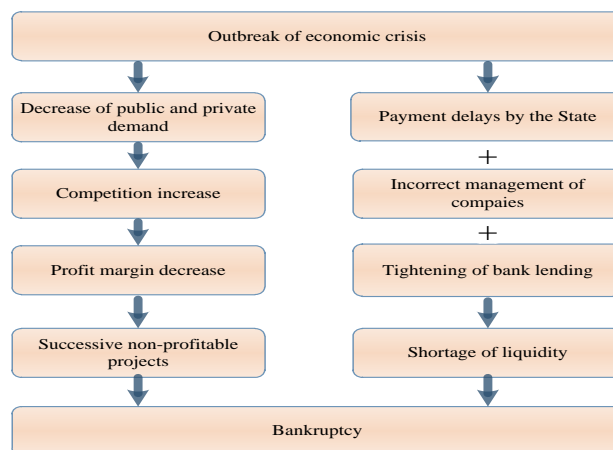 Outbreak of economic crisis
Decrease of public and private
demand
Competition increase
Profit margin decrease
Successive non-profitable
projects
Payment delays by the State
+
Incorrect management of
compaies
+
Tightening of bank lending
Shortage of liquidity
Bankruptcy